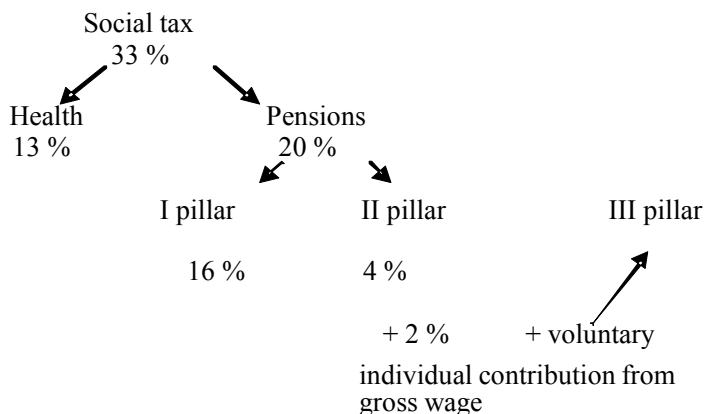 Social tax
33 %
Health
Pensions
13 %
20 %
I pillar
II pillar
III pillar
16 %
4 %
+ 2 %
+ voluntary
individual contribution from
gross wage